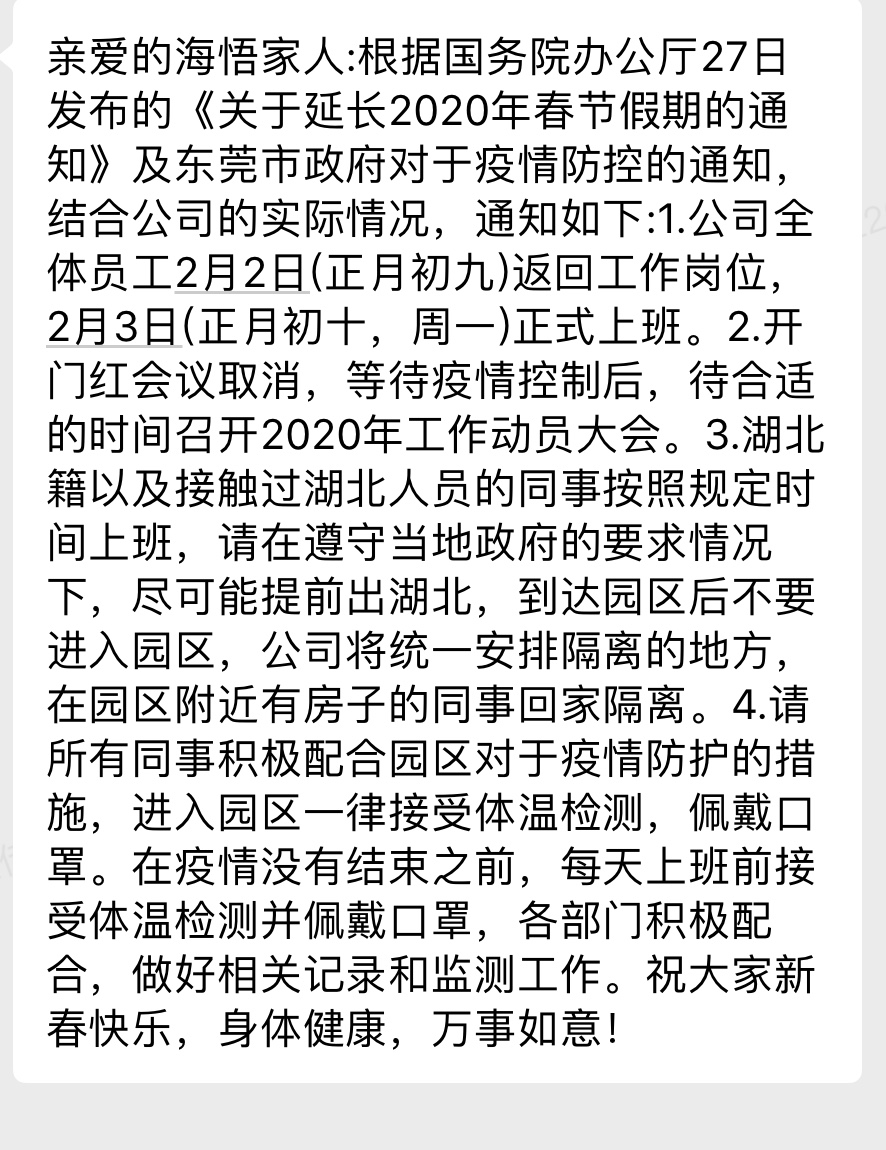 亲爱的海悟家人:根据国务院办公厅27日
发布的《关于延长2020年春节假期的通
知》及东莞市政府对于疫情防控的通知，
结合公司的实际情况，通知如下:1.公司全
体员工2月2日(正月初九)返回工作岗位，
2月3日(正月初十，周一)正式上班。2.开
门红会议取消，等待疫情控制后，待合适
的时间召开2020年工作动员大会。3.湖北
籍以及接触过湖北人员的同事按照规定时
间上班，请在遵守当地政府的要求情况
下，尽可能提前出湖北，到达园区后不要
进入园区，公司将统一安排隔离的地方，
在园区附近有房子的同事回家隔离。4.请
所有同事积极配合园区对于疫情防护的措
施，进入园区一律接受体温检测，佩戴口
罩。在疫情没有结束之前，每天上班前接
受体温检测并佩戴口罩，各部门积极配
合，做好相关记录和监测工作。祝大家新
春快乐，身体健康，万事如意!